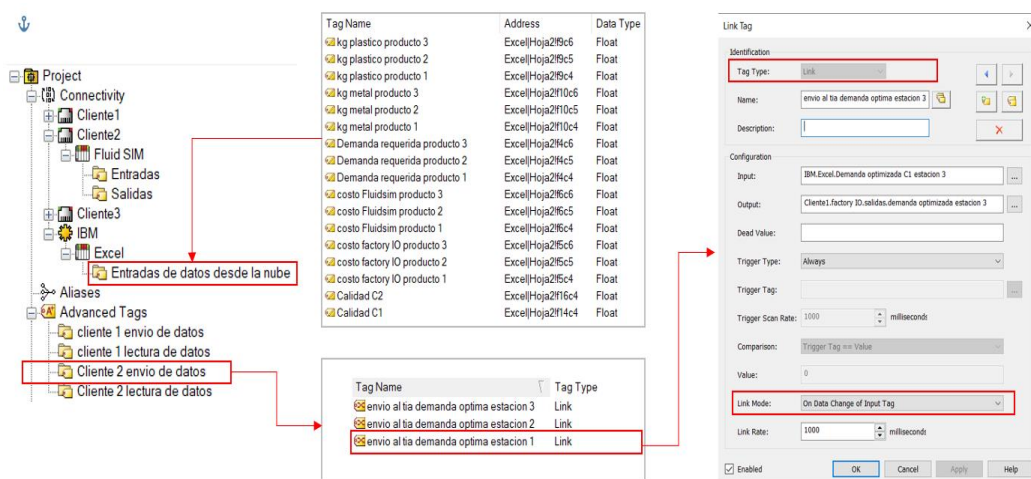 Project
Connectivity
Cliente1
Cliente2
Fluid SIM
Entradas
Salidas
Cliente3
IBM
Excel
Entradas de datos desde la nube
Aliases
Advanced Tags
cliente 1 envio de datos
cliente 1 lectura de datos
Cliente 2 envio de datos
Cliente 2 lectura de datos
Tag Name Address Data Type
kg plastico producto 3 Excel|Hoja2!f9c6 Float
kg plastico producto 2 Excel|Hoja2!f9c5 Float
kg plastico producto 1 Excel|Hoja2!f9c4 Float
kg metal producto 3 Excel|Hoja2!f10c6 Float
kg metal producto 2 Excel|Hoja2!f10c5 Float
kg metal producto 1 Excel|Hoja2!f10c4 Float
Demanda requerida producto 3 Excel|Hoja2!f4c6 Float
Demanda requerida producto 2 Excel|Hoja2!f4c5 Float
Demanda requerida producto 1 Excel|Hoja2!f4c4 Float
costo Fluidsim producto 3 Excel|Hoja2!f6c6 Float
costo Fluidsim producto 2 Excel|Hoja2!f6c5 Float
costo Fluidsim producto 1 Excel|Hoja2!f6c4 Float
costo factory IO producto 3 Excel|Hoja2!f5c6 Float
costo factory IO producto 2 Excel|Hoja2!f5c5 Float
costo factory IO producto 1 Excel|Hoja2!f5c4 Float
Calidad C2 Excel|Hoja2!f16c4 Float
Calidad C1 Excel|Hoja2!f14c4 Float
Tag Name Tag Type
envio al tia demanda optima estacion 3 Link
envio al tia demanda optima estacion 2 Link
envio al tia demanda optima estacion 1 Link
Link Tag
Identification
Tag Type: Link
Name: envio al tia demanda optima estacion 3
Description:
Configuration
Input: IBM.Excel.Demanda optimizada C1 estacion 3 ...
Output: Cliente1.factory IO.salidas.demanda optimizada estacion 3 ...
Dead Value:
Trigger Type: Always
Trigger Tag: ...
Trigger Scan Rate: 1000 milliseconds
Comparison: Trigger Tag == Value
Value: 0
Link Mode: On Data Change of Input Tag
Link Rate: 1000 milliseconds
Enabled OK Cancel Apply Help